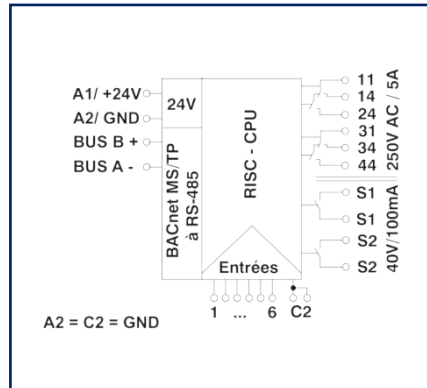 A1/ +24V
A2/ GND
BUS B +
BUS A -
24V
BACnet MS/TP
à RS-485
RISC - CPU
Entrées
1 ... 6 C2
11
14
24
31
34
44
250V AC / 5A
S1
S1
S2
S2
40V/100mA
A2 = C2 = GND